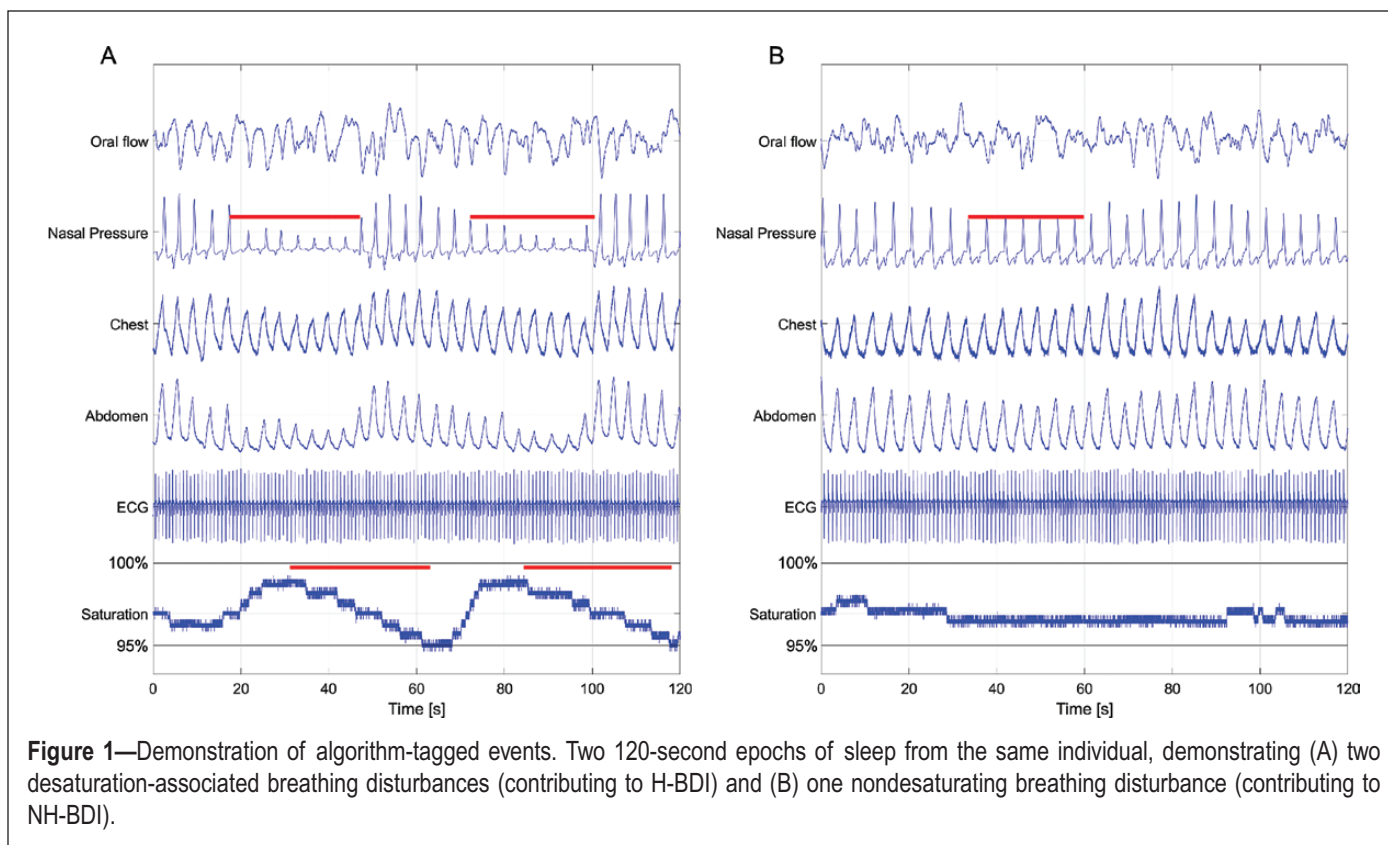 A
B
Oral flow
Nasal Pressure
Chest
Abdomen
ECG
100%
Saturation
95%
0 20 40 60 80 100 120
Time [s]
Oral flow
Nasal Pressure
Chest
Abdomen
ECG
100%
Saturation
95%
0 20 40 60 80 100 120
Time [s]
Figure 1—Demonstration of algorithm-tagged events. Two 120-second epochs of sleep from the same individual, demonstrating (A) two
desaturation-associated breathing disturbances (contributing to H-BDI) and (B) one nondesaturating breathing disturbance (contributing to
NH-BDI).